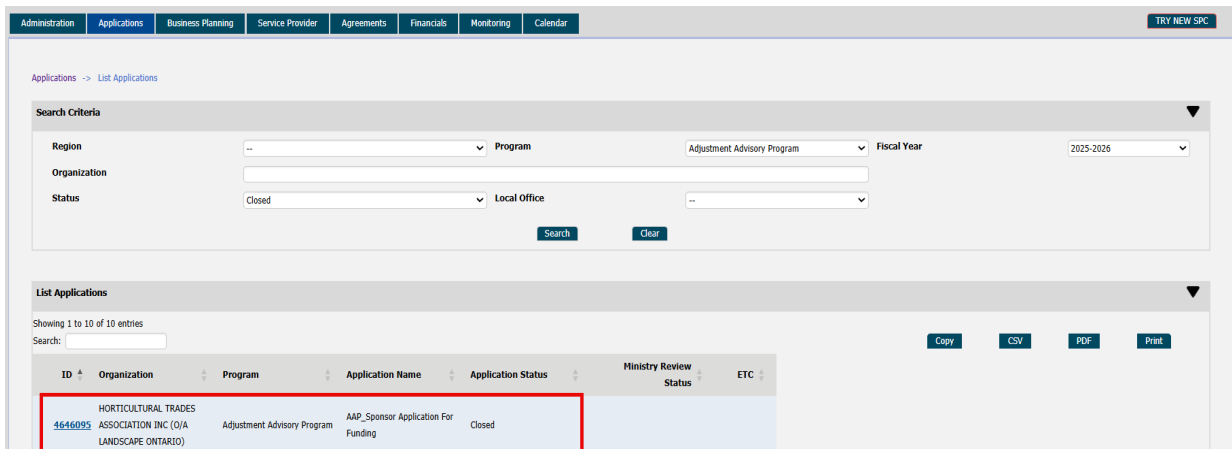 Administration Applications Business Planning Service Provider Agreements Financials Monitoring Calendar TRY NEW SPC
Applications -> List Applications
Search Criteria
Region -- Program Adjustment Advisory Program Fiscal Year 2025-2026
Organization
Status Closed Local Office --
Search Clear
List Applications
Showing 1 to 10 of 10 entries
Search: Copy CSV PDF Print
ID Organization Program Application Name Application Status Ministry Review Status ETC
4646095 HORTICULTURAL TRADES ASSOCIATION INC (O/A LANDSCAPE ONTARIO) Adjustment Advisory Program AAP_Sponsor Application For Funding Closed